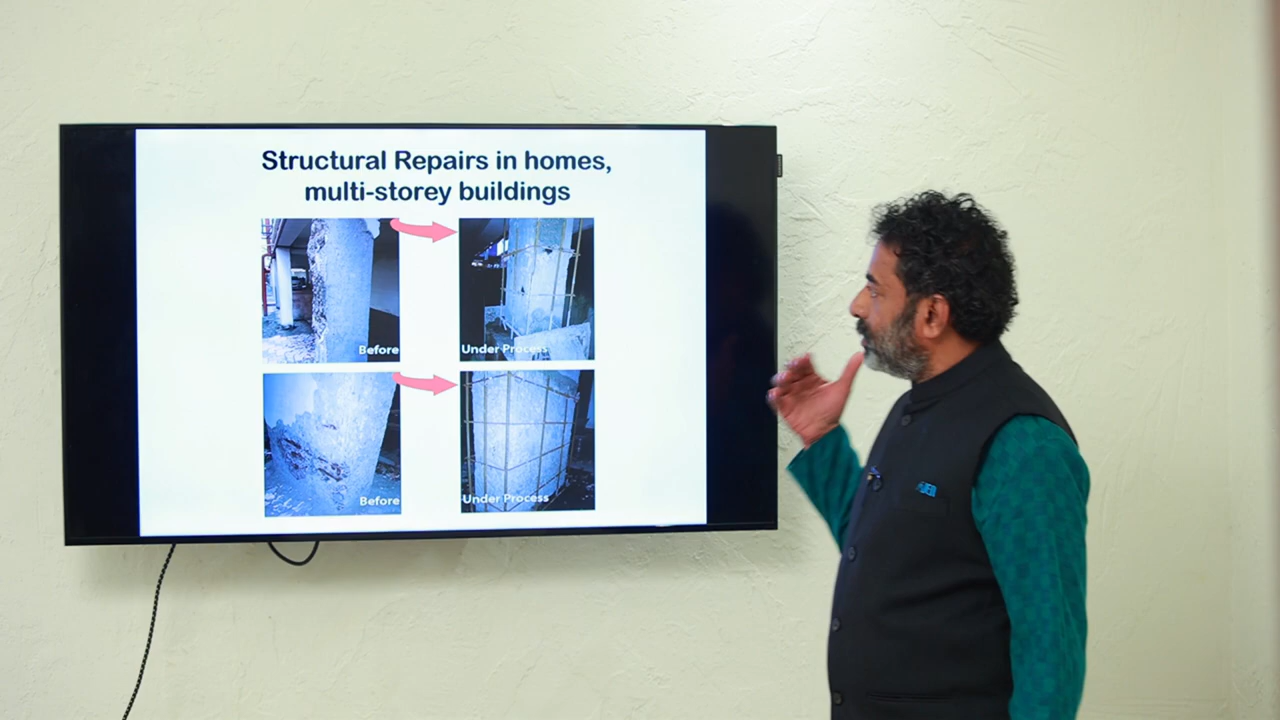 Structural Repairs in homes,
multi-storey buildings
Before
Under Process
Before
Under Process